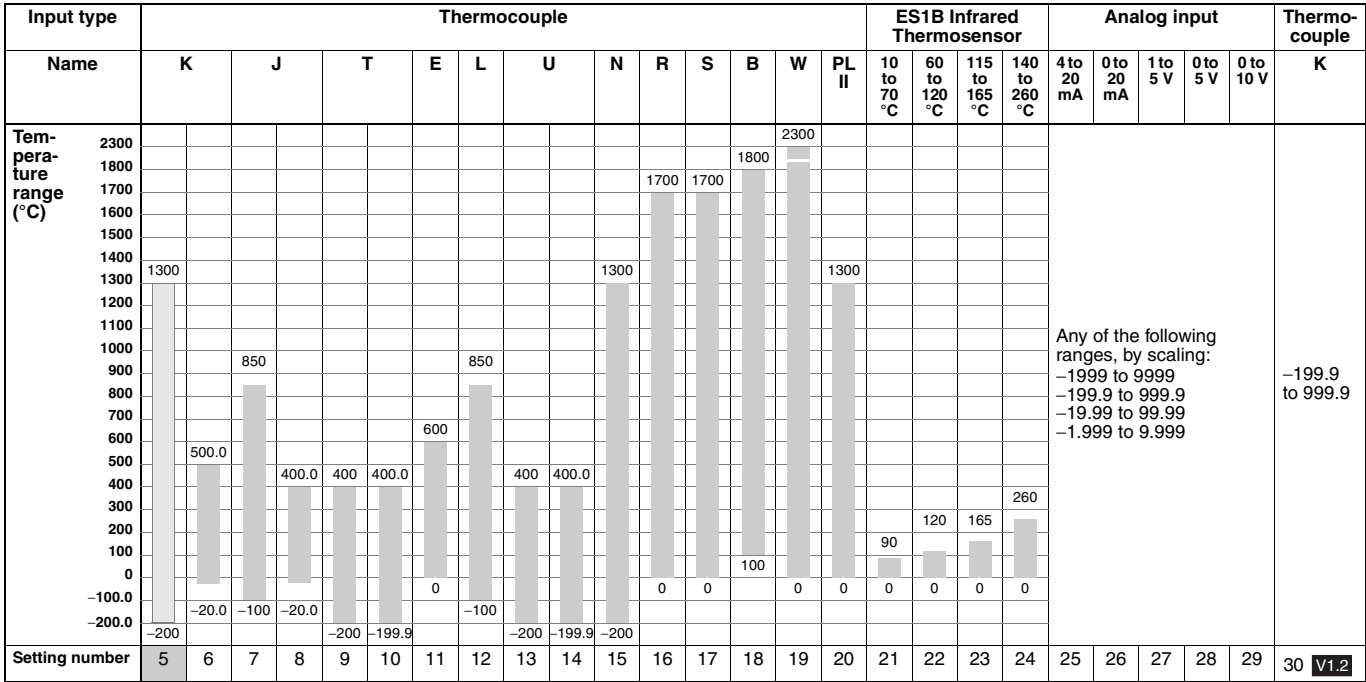 Input type Thermocouple ES1B Infrared Thermosensor Analog input Thermo-couple
Name K J T E L U N R S B W PL II 10 to 70 °C 60 to 120 °C 115 to 165 °C 140 to 260 °C 4 to 20 mA 0 to 20 mA 1 to 5 V 0 to 5 V 0 to 10 V K
Tem-
pera-
ture
range
(°C)
2300
1800
1700
1600
1500
1400
1300
1200
1100
1000
900
800
700
600
500
400
300
200
100
0
−100.0
−200.0
2300
1800
1700 1700
1300 1300 1300
850 850
600
500.0
400.0 400 400.0 400 400.0
260
120 165
90
100
0 0 0 0 0 0 0 0 0
−20.0 −100 −20.0 −100
−200 −200 −199.9 −200 −199.9 −200
Any of the following
ranges, by scaling:
−1999 to 9999
−199.9 to 999.9
−19.99 to 99.99
−1.999 to 9.999
−199.9
to 999.9
Setting number 5 6 7 8 9 10 11 12 13 14 15 16 17 18 19 20 21 22 23 24 25 26 27 28 29 30 V1.2